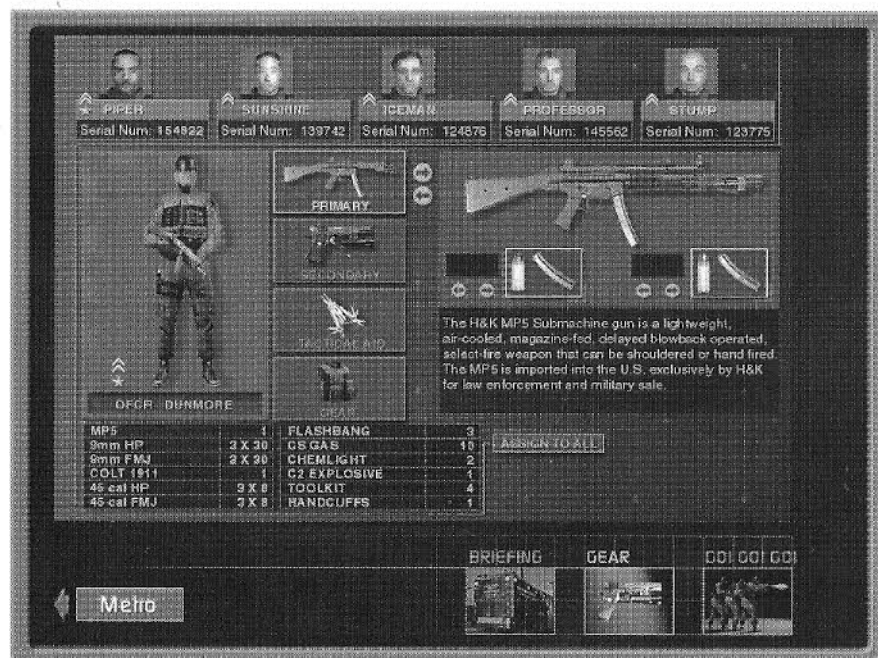 PIPER
Serial Num: 154822
SUNSHINE
Serial Num: 139742
ICEMAN
Serial Num: 124876
PROFESSOR
Serial Num: 145562
STUMP
Serial Num: 123775
PRIMARY
SECONDARY
TACTICAL AID
GEAR
OFCR. DUNMORE
The H&K MP5 Submachine gun is a lightweight,
air-cooled, magazine-fed, delayed blowback operated,
select-fire weapon that can be shouldered or hand fired.
The MP5 is imported into the U.S. exclusively by H&K
for law enforcement and military sale.
MP5 1
9mm HP 3 X 30
9mm FMJ 2 X 30
COLT 1911 1
45 cal HP 3 X 8
45 cal FMJ 3 X 8
FLASHBANG 3
CS GAS 10
CHEMLIGHT 2
C2 EXPLOSIVE 1
TOOLKIT 4
HANDCUFFS 1
ASSIGN TO ALL
BRIEFING
GEAR
GO! GO! GO!
Metro